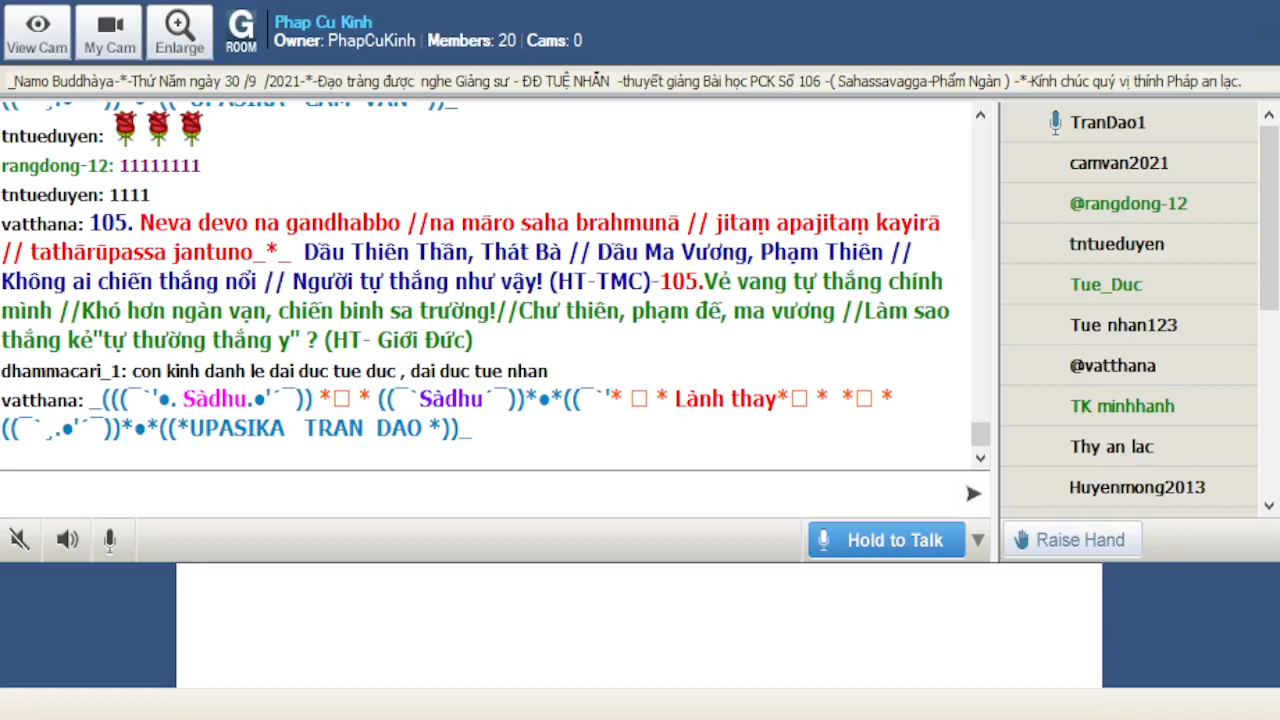 Phap Cu Kinh
View Cam My Cam Enlarge G ROOM Owner: PhapCuKinh Members: 20 Cams: 0
_Namo Buddhàya-*-Thứ Năm ngày 30 /9 /2021-*-Đạo tràng được nghe Giảng sư - ĐĐ TUỆ NHẪN -thuyết giảng Bài học PCK Số 106 -( Sahassavagga-Phẩm Ngàn ) -*-Kính chúc quý vị thính Pháp an lạc.
((¯`¸.●'´¯))*●*((*UPASIKA CAM VAN *))_
tntueduyen:
rangdong-12: 11111111
tntueduyen: 1111
vatthana: 105. Neva devo na gandhabbo //na māro saha brahmunā // jitaṃ apajitaṃ kayirā
// tathārūpassa jantuno_*_ Dầu Thiên Thần, Thát Bà // Dầu Ma Vương, Phạm Thiên //
Không ai chiến thắng nổi // Người tự thắng như vậy! (HT-TMC)-105.Vẻ vang tự thắng chính
mình //Khó hơn ngàn vạn, chiến binh sa trường!//Chư thiên, phạm đế, ma vương //Làm sao
thắng kẻ"tự thường thắng y" ? (HT- Giới Đức)
dhammacari_1: con kinh danh le dai duc tue duc , dai duc tue nhan
vatthana: _(((¯`'●. Sàdhu.●'´¯)) *□ * ((¯`Sàdhu´¯))*●*((¯`'* □ * Lành thay*□ * *□ *
((¯`¸.●'´¯))*●*((*UPASIKA TRAN DAO *))_
TranDao1
camvan2021
@rangdong-12
tntueduyen
Tue_Duc
Tue nhan123
@vatthana
TK minhhanh
Thy an lac
Huyenmong2013
Hold to Talk
Raise Hand